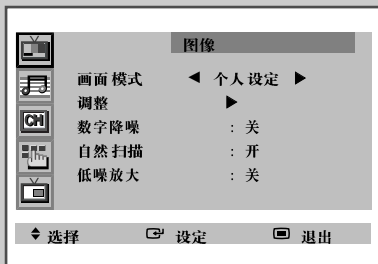 图像
画面模式 ◀ 个人设定 ▶
调整 ▶
CH 数字降噪 : 关
自然扫描 : 开
低噪放大 : 关
选择 设定 退出